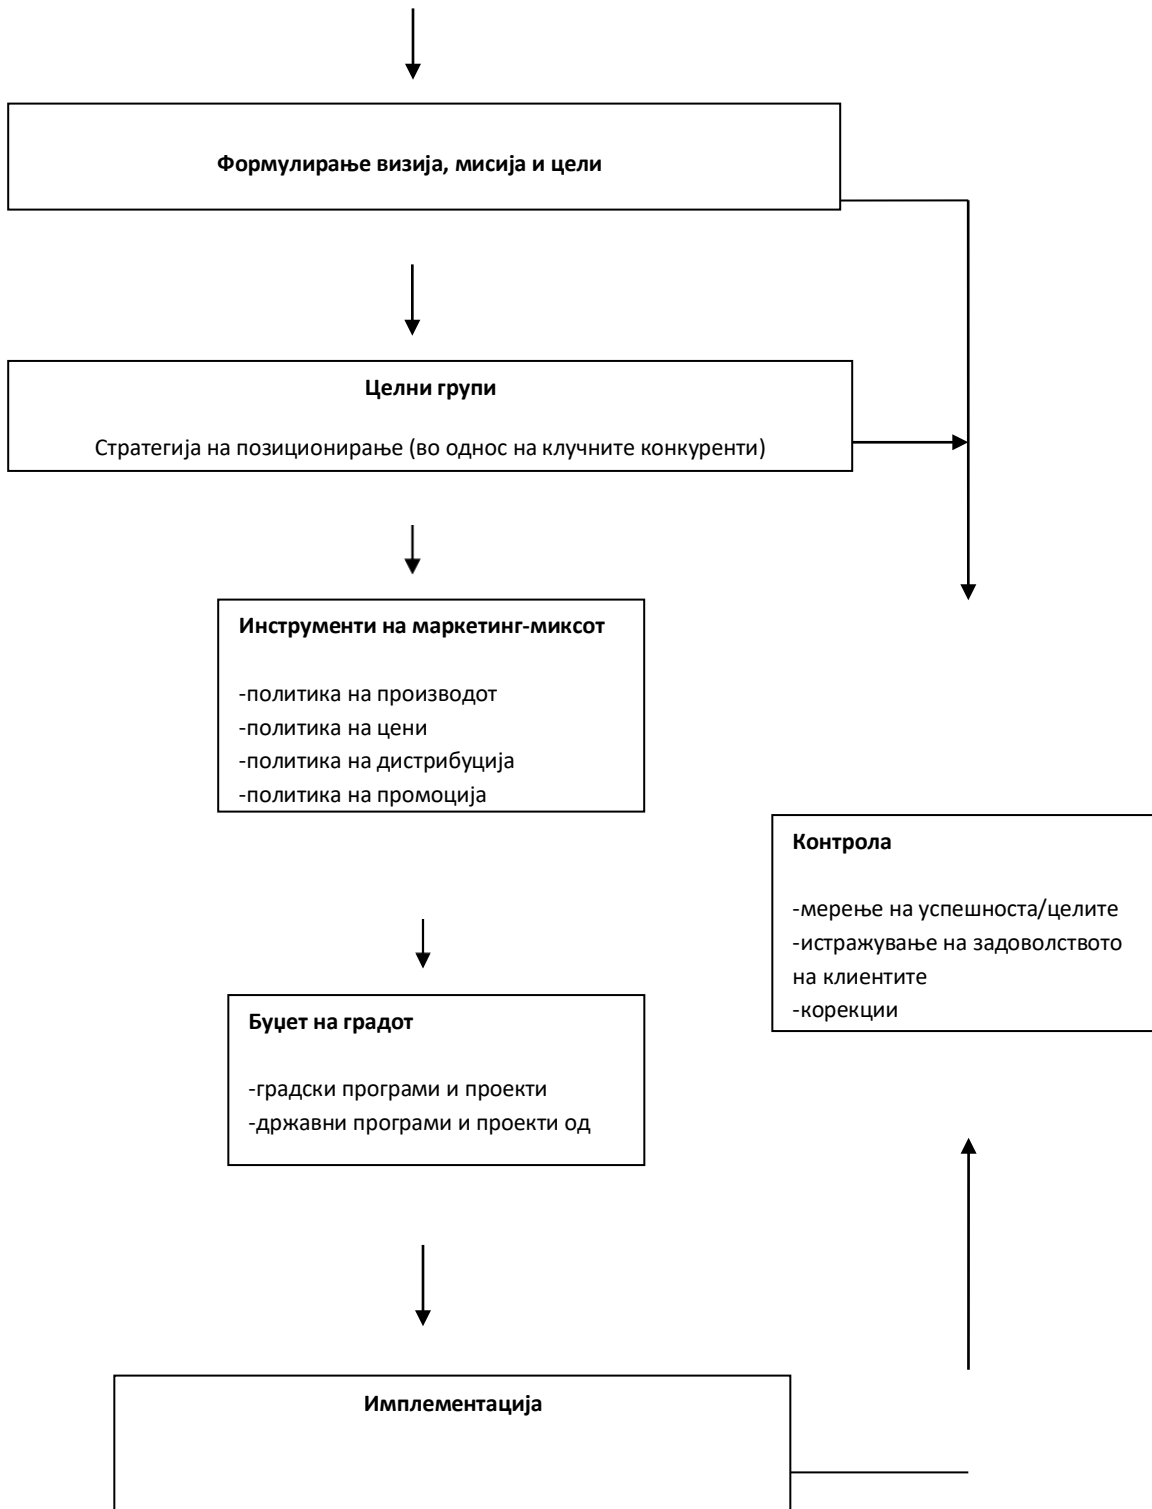 Формулирање визија, мисија и цели
Целни групи
Стратегија на позиционирање (во однос на клучните конкуренти)
Инструменти на маркетинг-миксот
-политика на производот
-политика на цени
-политика на дистрибуција
-политика на промоција
Контрола
-мерење на успешноста/целите
-истражување на задоволството
на клиентите
-корекции
Буџет на градот
-градски програми и проекти
-државни програми и проекти од
Имплементација